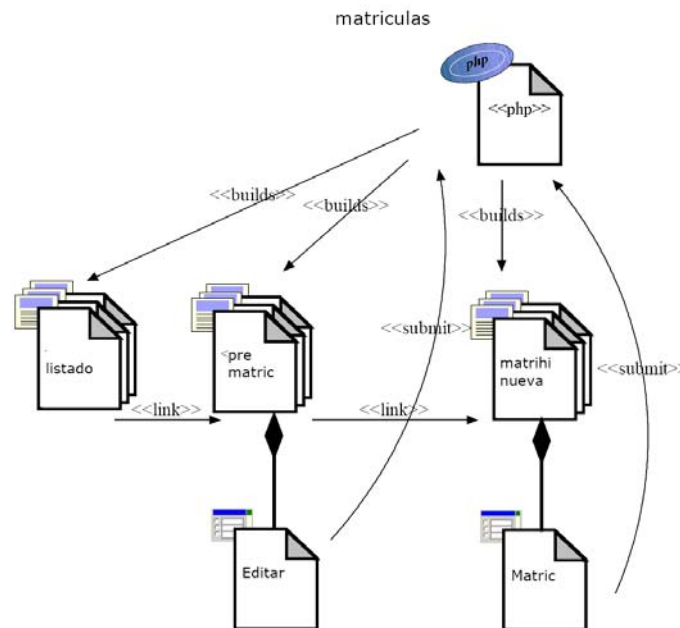 matriculas
php
<<php>>
<<builds>>
<<builds>>
<<builds>>
listado
<pre
matric
<<submit>>
matrihi
nueva
<<submit>>
<<link>>
<<link>>
Editar
Matric